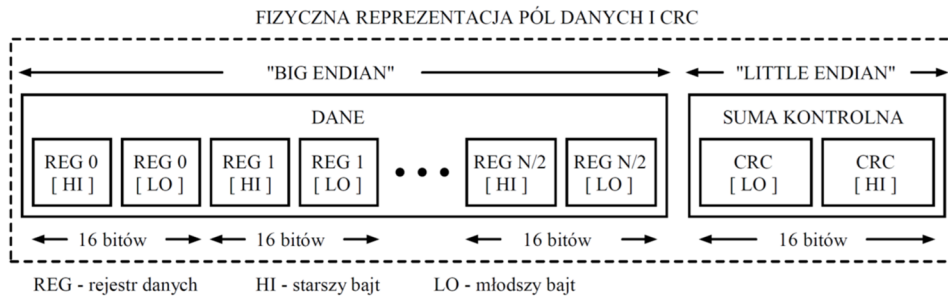 FIZYCZNA REPREZENTACJA PÓL DANYCH I CRC
"BIG ENDIAN" "LITTLE ENDIAN"
DANE SUMA KONTROLNA
REG 0 REG 0 REG 1 REG 1 REG N/2 REG N/2 CRC CRC
[ HI ] [ LO ] [ HI ] [ LO ] [ HI ] [ LO ] [ LO ] [ HI ]
16 bitów 16 bitów 16 bitów 16 bitów
REG - rejestr danych HI - starszy bajt LO - młodszy bajt